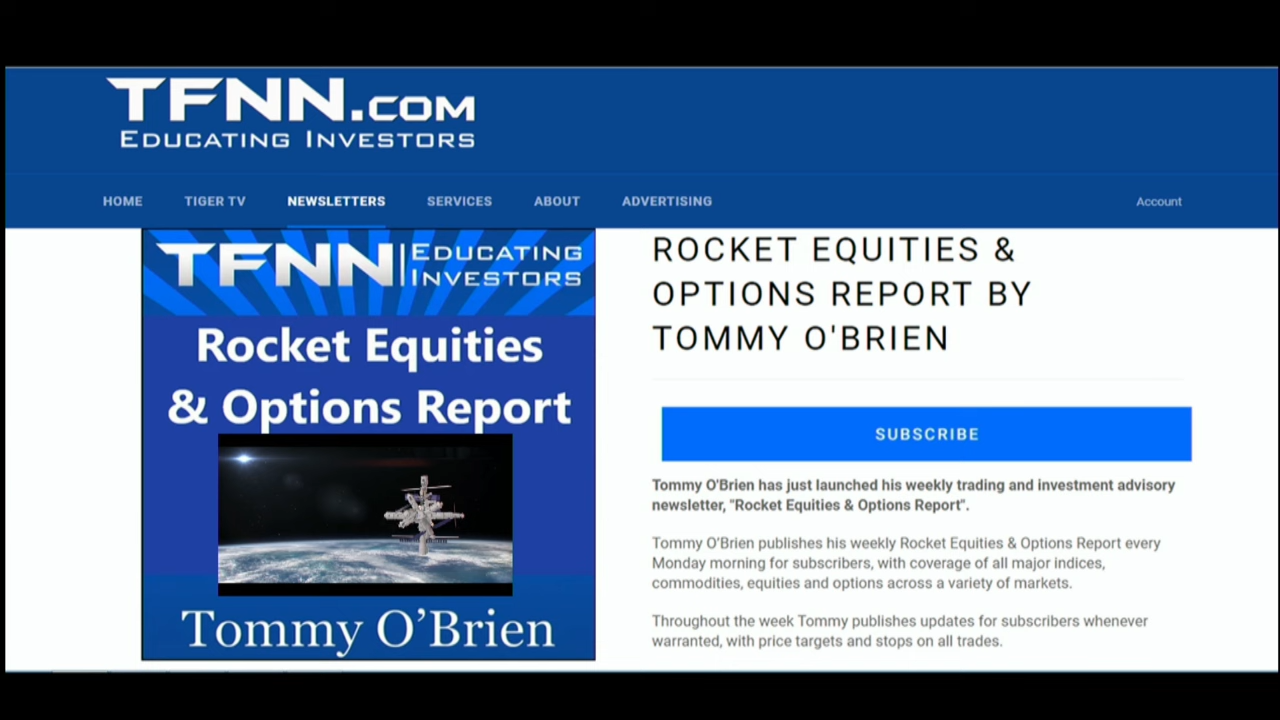 TFNN.COM
EDUCATING INVESTORS
HOME TIGER TV NEWSLETTERS SERVICES ABOUT ADVERTISING Account
TFNN | EDUCATING
INVESTORS
Rocket Equities
& Options Report
Tommy O’Brien
ROCKET EQUITIES &
OPTIONS REPORT BY
TOMMY O'BRIEN
SUBSCRIBE
Tommy O'Brien has just launched his weekly trading and investment advisory
newsletter, "Rocket Equities & Options Report".
Tommy O'Brien publishes his weekly Rocket Equities & Options Report every
Monday morning for subscribers, with coverage of all major indices,
commodities, equities and options across a variety of markets.
Throughout the week Tommy publishes updates for subscribers whenever
warranted, with price targets and stops on all trades.